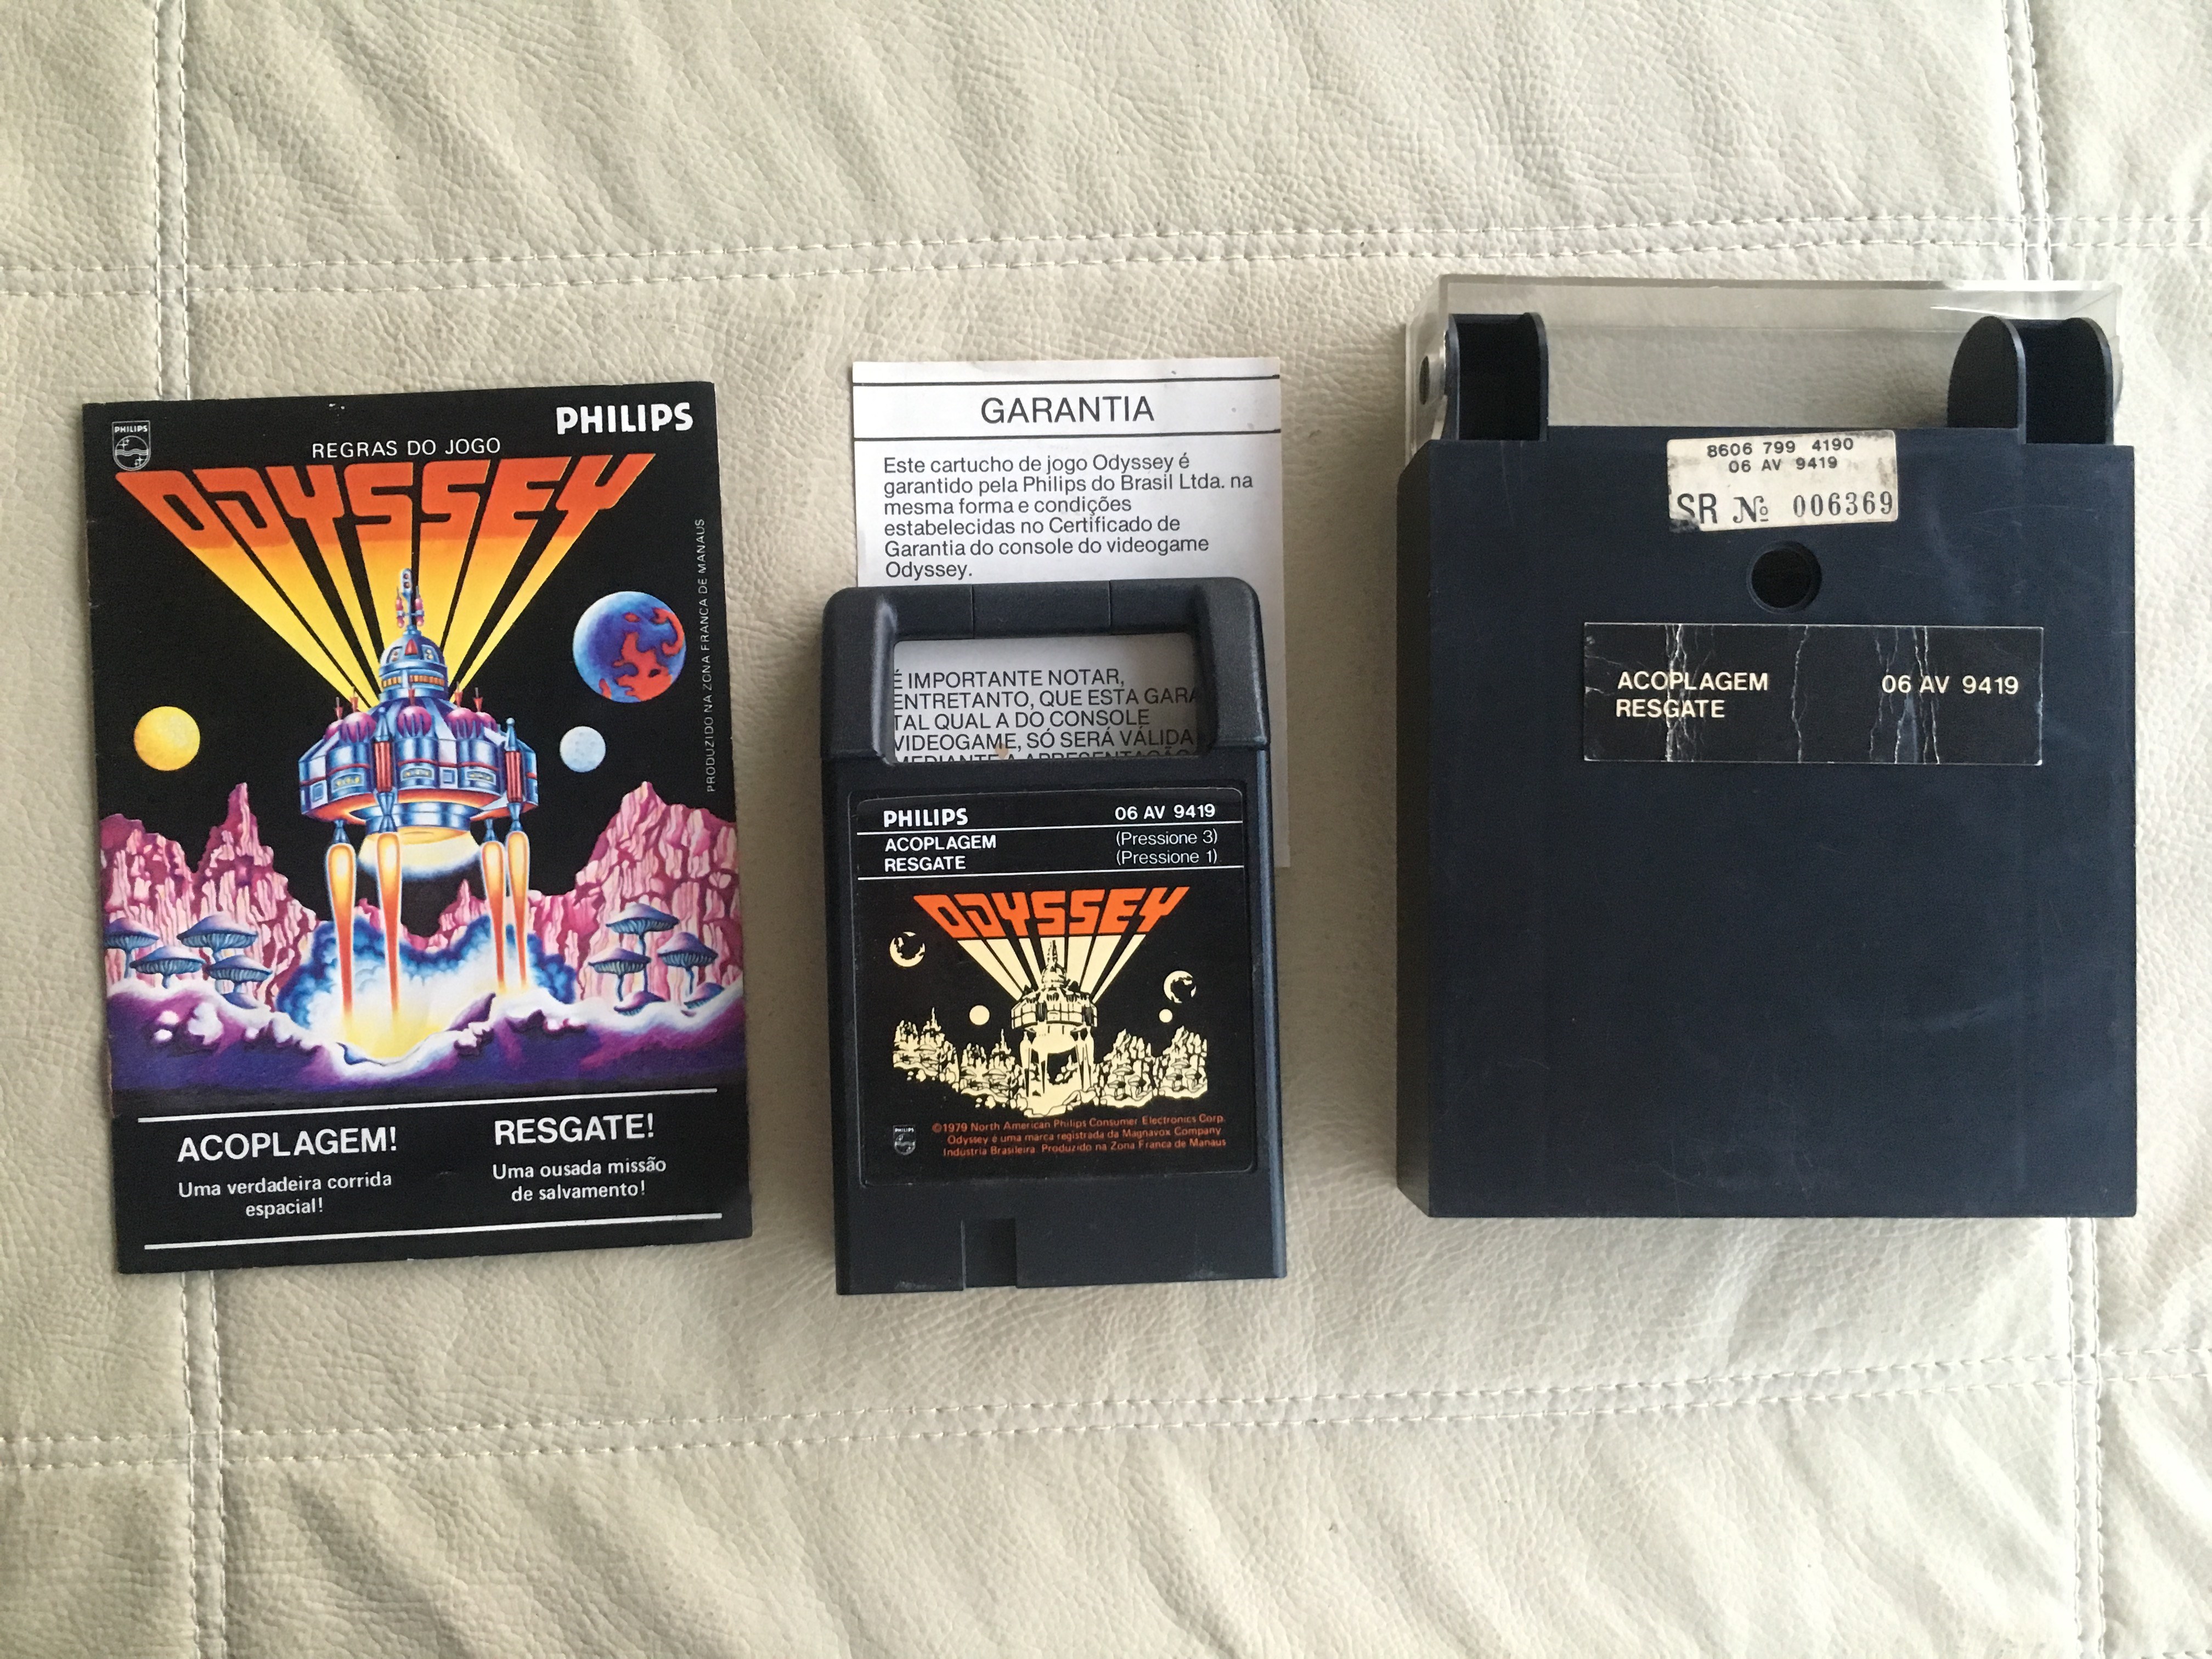 PHILIPS
PHILIPS
REGRAS DO JOGO
ODYSSEY
PRODUZIDO NA ZONA FRANCA DE MANAUS
ACOPLAGEM!
Uma verdadeira corrida
espacial!
RESGATE!
Uma ousada missão
de salvamento!
GARANTIA
Este cartucho de jogo Odyssey é
garantido pela Philips do Brasil Ltda. na
mesma forma e condições
estabelecidas no Certificado de
Garantia do console do videogame
Odyssey.
É IMPORTANTE NOTAR,
ENTRETANTO, QUE ESTA GARA
TAL QUAL A DO CONSOLE
VIDEOGAME, SÓ SERÁ VÁLIDA
MEDIANTE A APRESENTAÇÃO
PHILIPS 06 AV 9419
ACOPLAGEM (Pressione 3)
RESGATE (Pressione 1)
ODYSSEY
PHILIPS
©1979 North American Philips Consumer Electronics Corp.
Odyssey é uma marca registrada da Magnavox Company
Indústria Brasileira. Produzido na Zona Franca de Manaus
8606 799 4190
06 AV 9419
SR № 006369
ACOPLAGEM 06 AV 9419
RESGATE